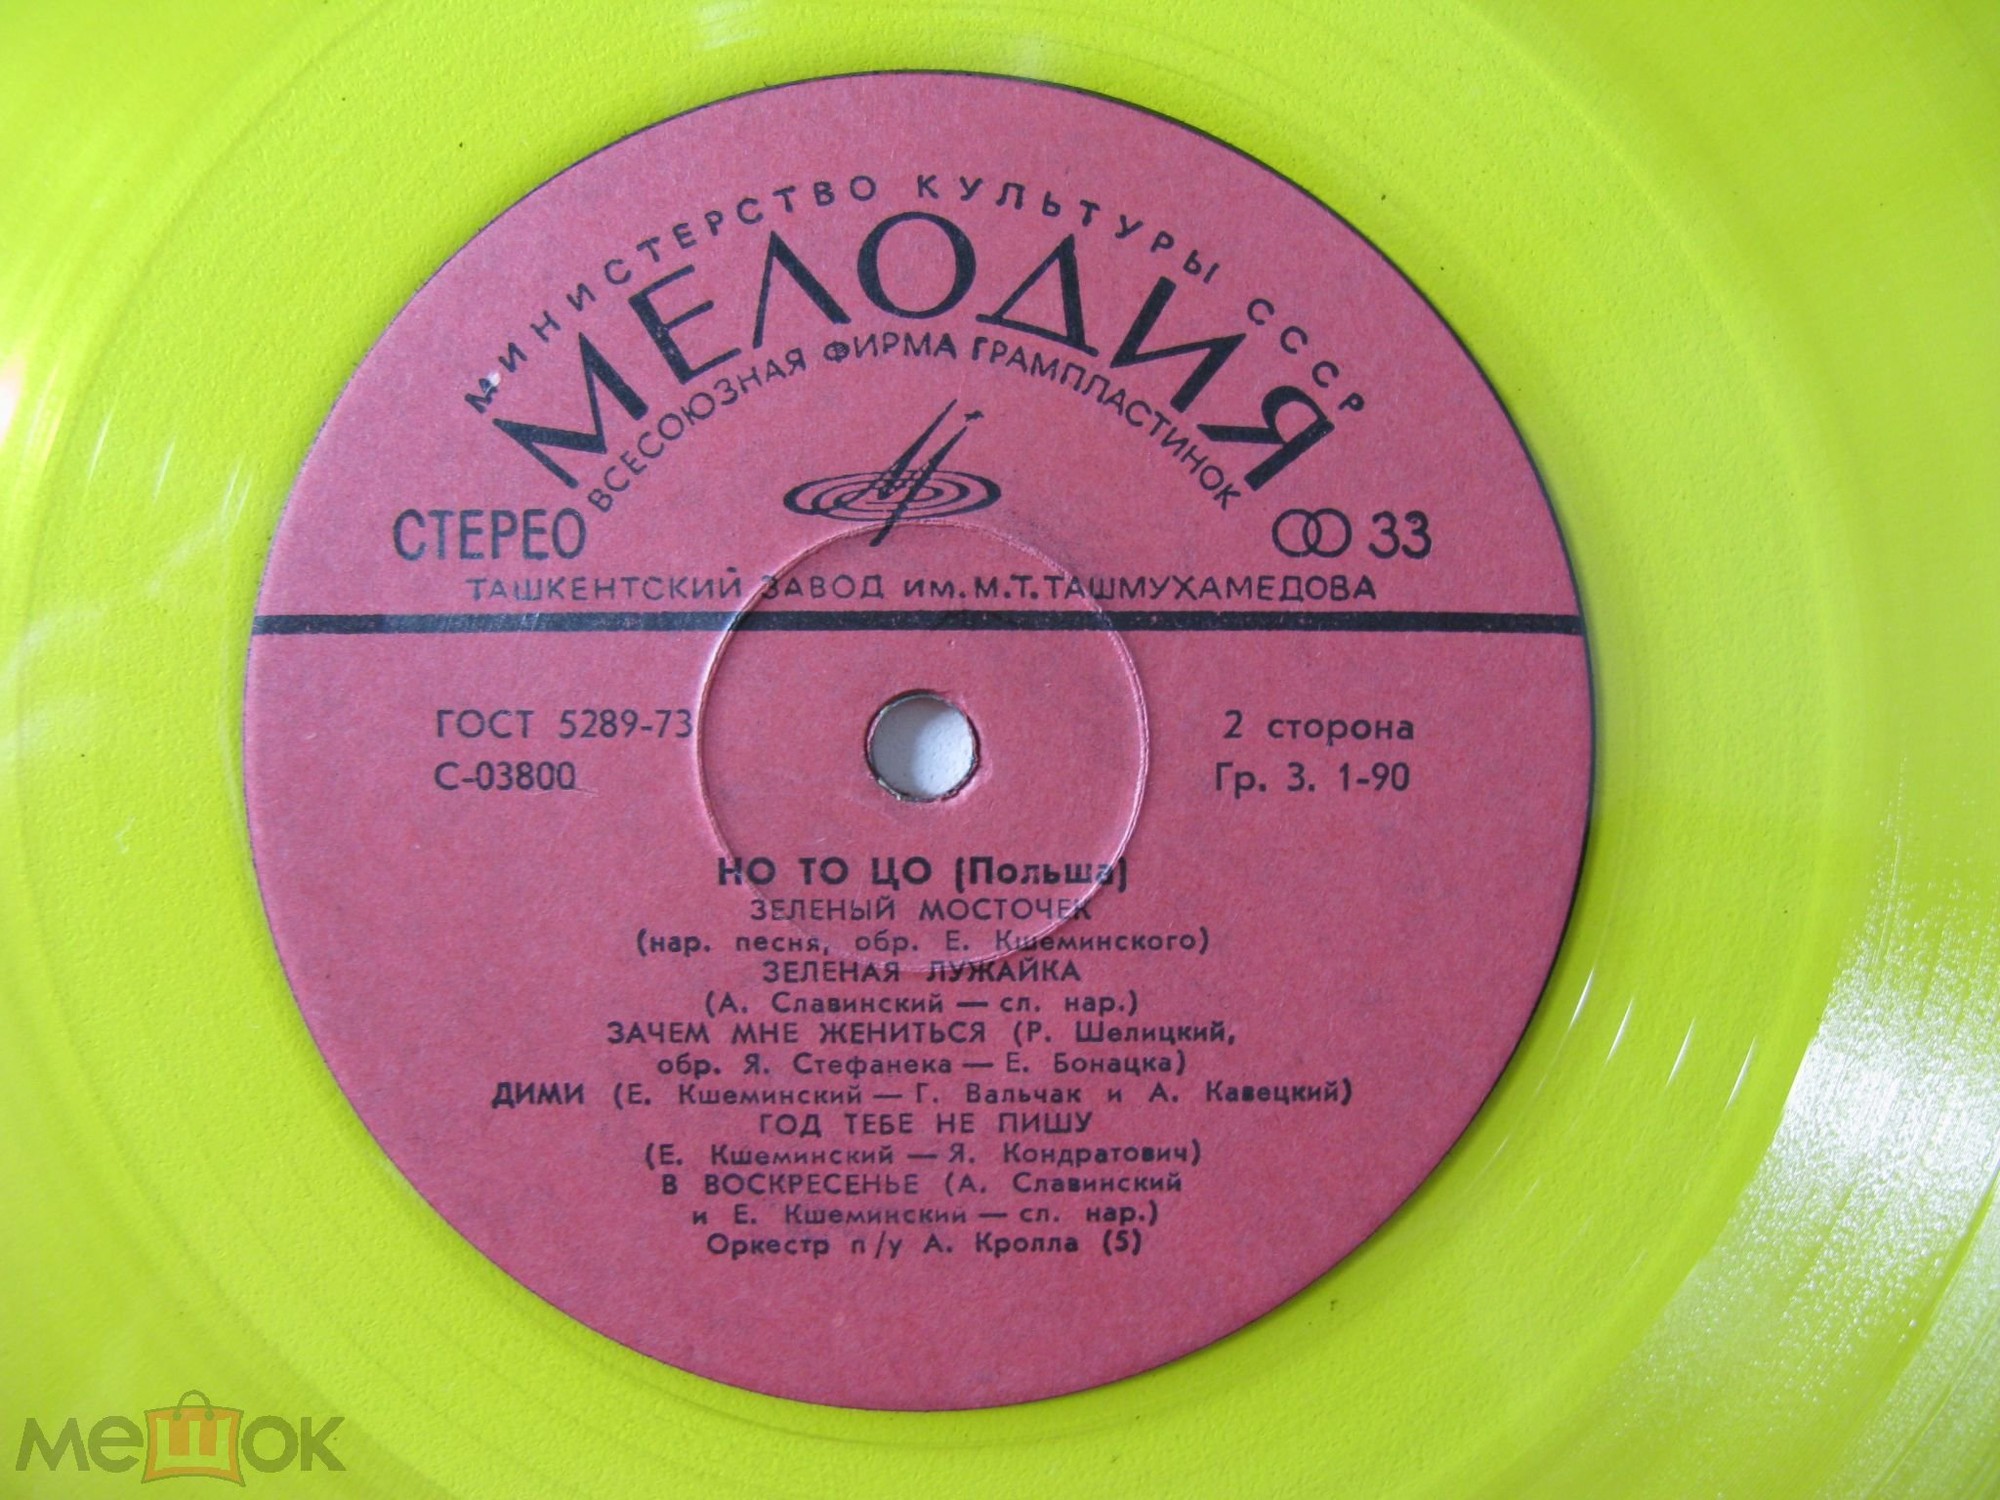 МИНИСТЕРСТВО КУЛЬТУРЫ СССР
МЕЛОДИЯ
ВСЕСОЮЗНАЯ ФИРМА ГРАМПЛАСТИНОК
СТЕРЕО
33
ТАШКЕНТСКИЙ ЗАВОД им. М.Т. ТАШМУХАМЕДОВА
ГОСТ 5289-73
2 сторона
С-03800
Гр. 3. 1-90
НО ТО ЦО (Польша)
ЗЕЛЕНЫЙ МОСТОЧЕК
(нар. песня, обр. Е. Кшеминского)
ЗЕЛЕНАЯ ЛУЖАЙКА
(А. Славинский — сл. нар.)
ЗАЧЕМ МНЕ ЖЕНИТЬСЯ (Р. Шелицкий,
обр. Я. Стефанека — Е. Бонацка)
ДИМИ (Е. Кшеминский — Г. Вальчак и А. Кавецкий)
ГОД ТЕБЕ НЕ ПИШУ
(Е. Кшеминский — Я. Кондратович)
В ВОСКРЕСЕНЬЕ (А. Славинский
и Е. Кшеминский — сл. нар.)
Оркестр п/у А. Кролла (5)
мешок